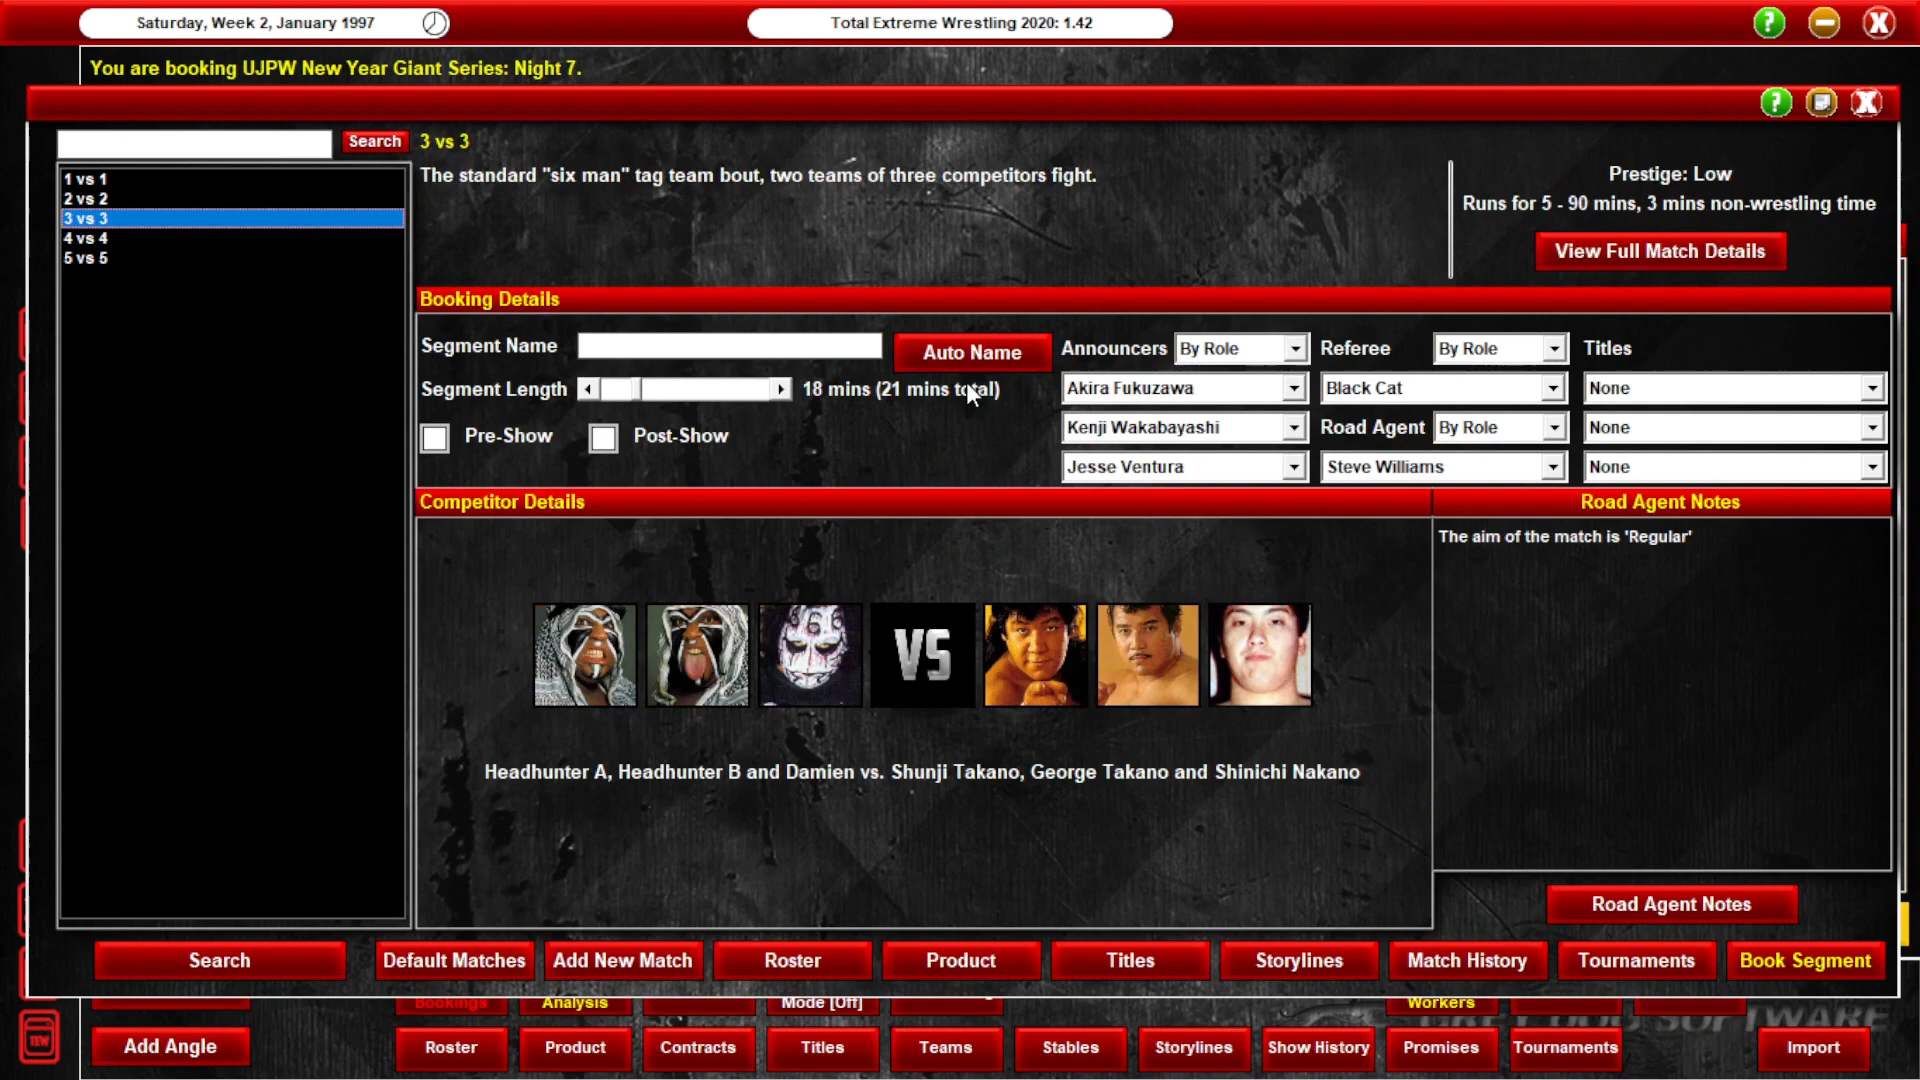 Saturday, Week 2, January 1997
Total Extreme Wrestling 2020: 1.42
You are booking UJPW New Year Giant Series: Night 7.
Search
3 vs 3
The standard "six man" tag team bout, two teams of three competitors fight.
Prestige: Low
Runs for 5 - 90 mins, 3 mins non-wrestling time
View Full Match Details
1 vs 1
2 vs 2
3 vs 3
4 vs 4
5 vs 5
Booking Details
Segment Name
Auto Name
Announcers By Role
Referee By Role
Titles
Segment Length
18 mins (21 mins total)
Akira Fukuzawa
Black Cat
None
Pre-Show
Post-Show
Kenji Wakabayashi
Road Agent By Role
None
Jesse Ventura
Steve Williams
None
Competitor Details
Road Agent Notes
The aim of the match is 'Regular'
VS
Headhunter A, Headhunter B and Damien vs. Shunji Takano, George Takano and Shinichi Nakano
Road Agent Notes
Search
Default Matches
Add New Match
Roster
Product
Titles
Storylines
Match History
Tournaments
Book Segment
Bookings
Analysis
Mode [Off]
Workers
GREY DOG SOFTWARE
TEW
Add Angle
Roster
Product
Contracts
Titles
Teams
Stables
Storylines
Show History
Promises
Tournaments
Import